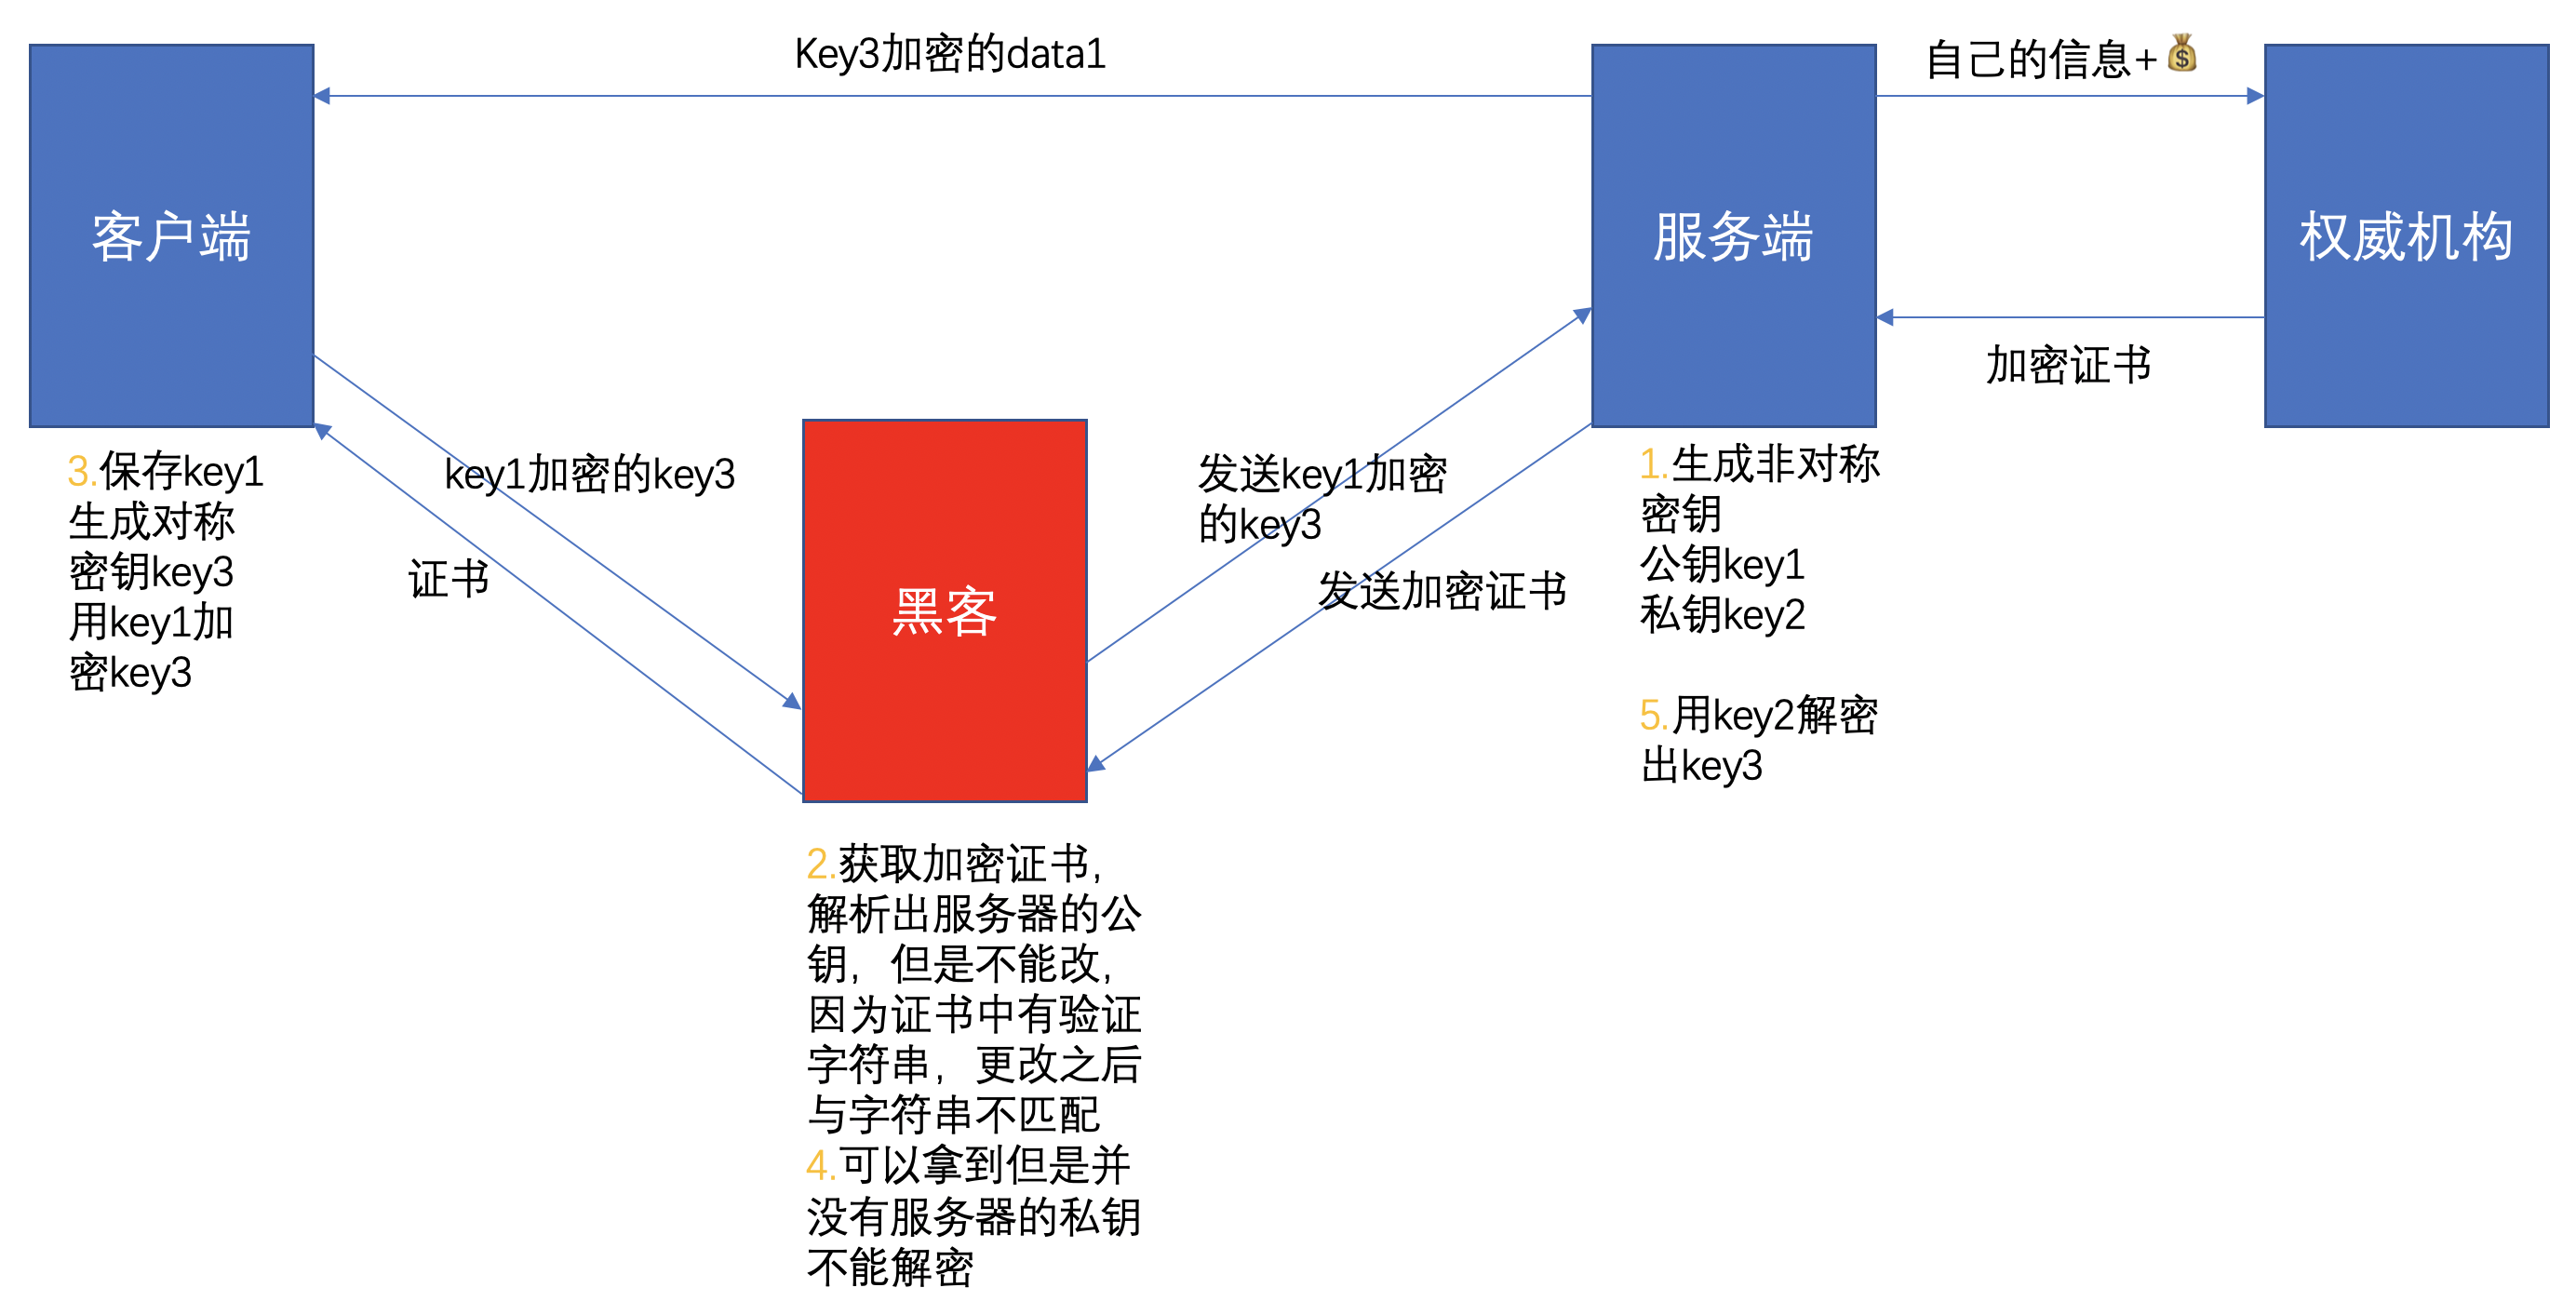 Key3加密的data1
自己的信息+
客户端
服务端
权威机构
加密证书
3.保存key1
生成对称
密钥key3
用key1加
密key3
key1加密的key3
证书
黑客
发送key1加密
的key3
发送加密证书
1.生成非对称
密钥
公钥key1
私钥key2
5.用key2解密
出key3
2.获取加密证书，
解析出服务器的公
钥，但是不能改，
因为证书中有验证
字符串，更改之后
与字符串不匹配
4.可以拿到但是并
没有服务器的私钥
不能解密